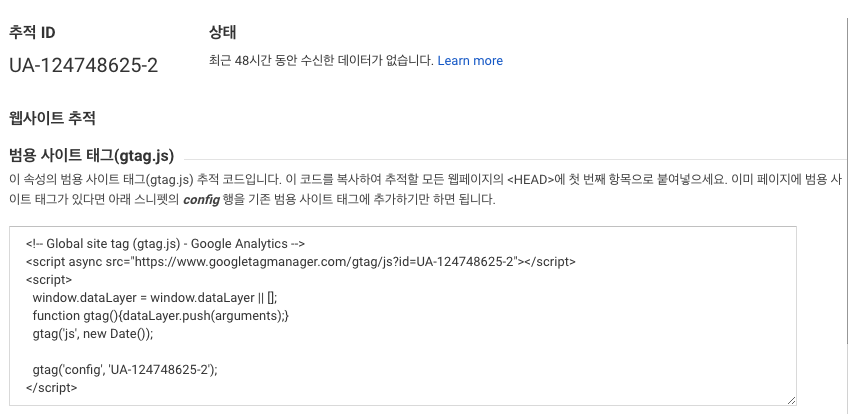 추적 ID
상태
UA-124748625-2
최근 48시간 동안 수신한 데이터가 없습니다. Learn more
웹사이트 추적
범용 사이트 태그(gtag.js)
이 속성의 범용 사이트 태그(gtag.js) 추적 코드입니다. 이 코드를 복사하여 추적할 모든 웹페이지의 <HEAD>에 첫 번째 항목으로 붙여넣으세요. 이미 페이지에 범용 사
이트 태그가 있다면 아래 스니펫의 config 행을 기존 범용 사이트 태그에 추가하기만 하면 됩니다.
<!-- Global site tag (gtag.js) - Google Analytics -->
<script async src="https://www.googletagmanager.com/gtag/js?id=UA-124748625-2"></script>
<script>
window.dataLayer = window.dataLayer || [];
function gtag(){dataLayer.push(arguments);}
gtag('js', new Date());
gtag('config', 'UA-124748625-2');
</script>